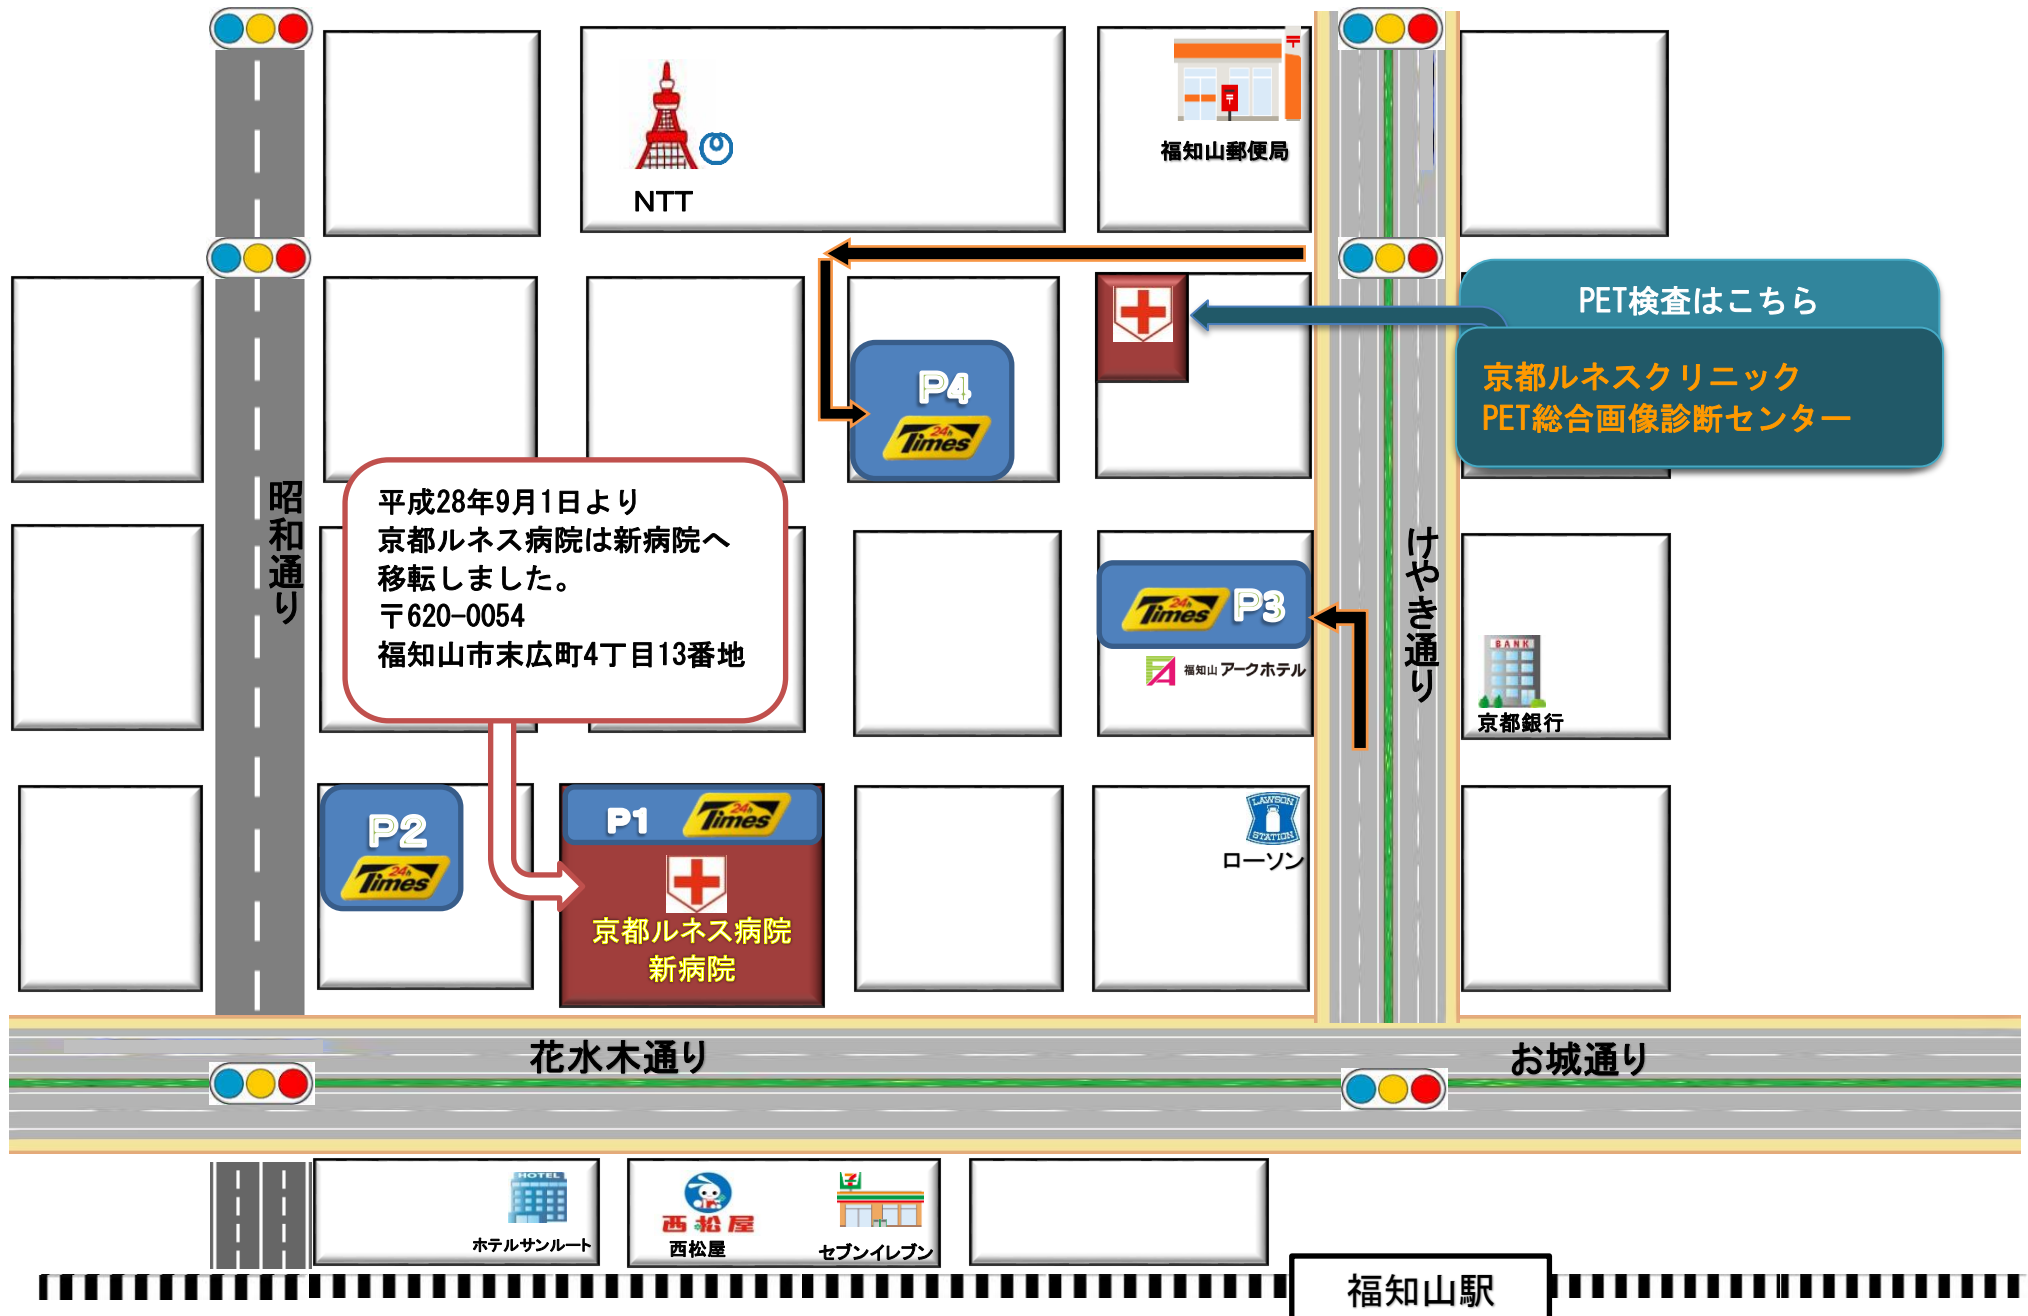 NTT
福知山郵便局
PET検査はこちら
京都ルネスクリニック
PET総合画像診断センター
P4
24h
Times
昭和通り
平成28年9月1日より
京都ルネス病院は新病院へ
移転しました。
〒620-0054
福知山市末広町4丁目13番地
けやき通り
24h
Times
P3
福知山 アークホテル
BANK
京都銀行
P2
24h
Times
P1
24h
Times
京都ルネス病院
新病院
LAWSON
STATION
ローソン
花水木通り
お城通り
HOTEL
ホテルサンルート
西松屋
西松屋
セブンイレブン
福知山駅